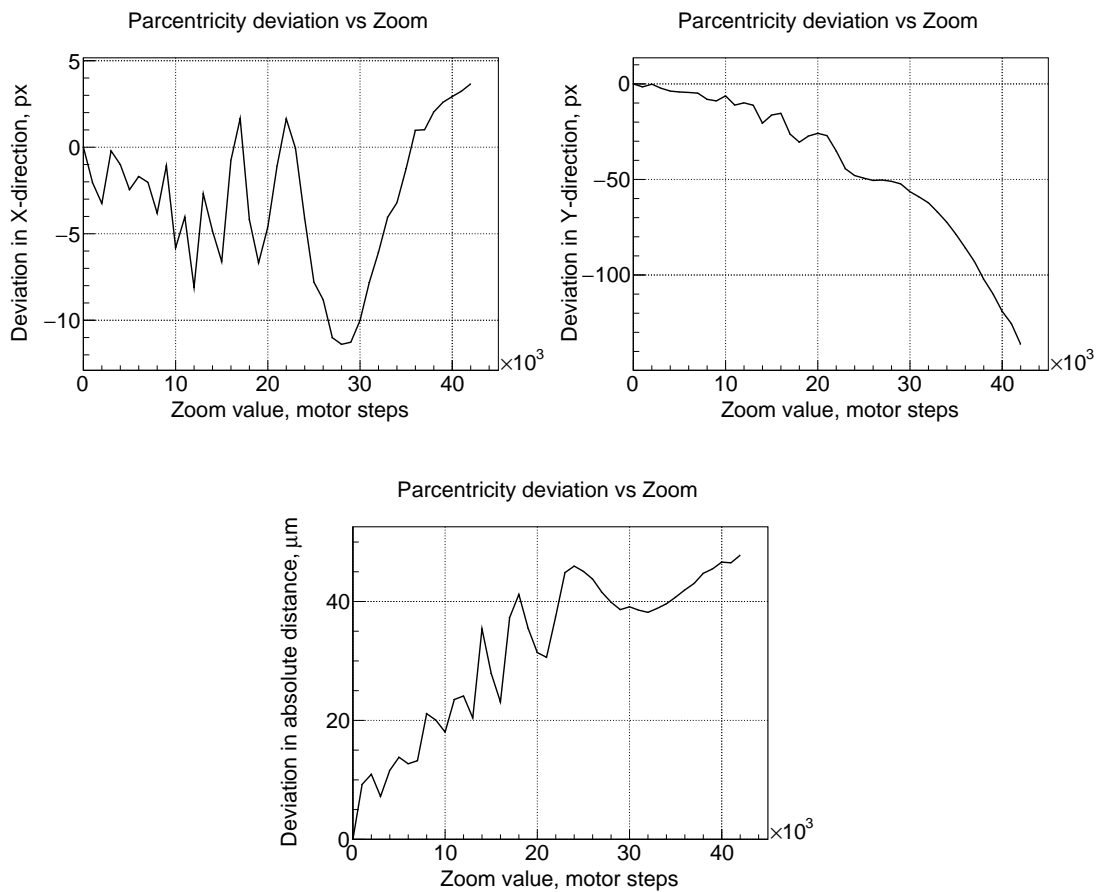 Parcentricity deviation vs Zoom
Deviation in X-direction, px
5
0
−5
−10
0 10 20 30 40
×10³
Zoom value, motor steps
Parcentricity deviation vs Zoom
Deviation in Y-direction, px
0
−50
−100
0 10 20 30 40
×10³
Zoom value, motor steps
Parcentricity deviation vs Zoom
Deviation in absolute distance, μm
40
20
0
0 10 20 30 40
×10³
Zoom value, motor steps